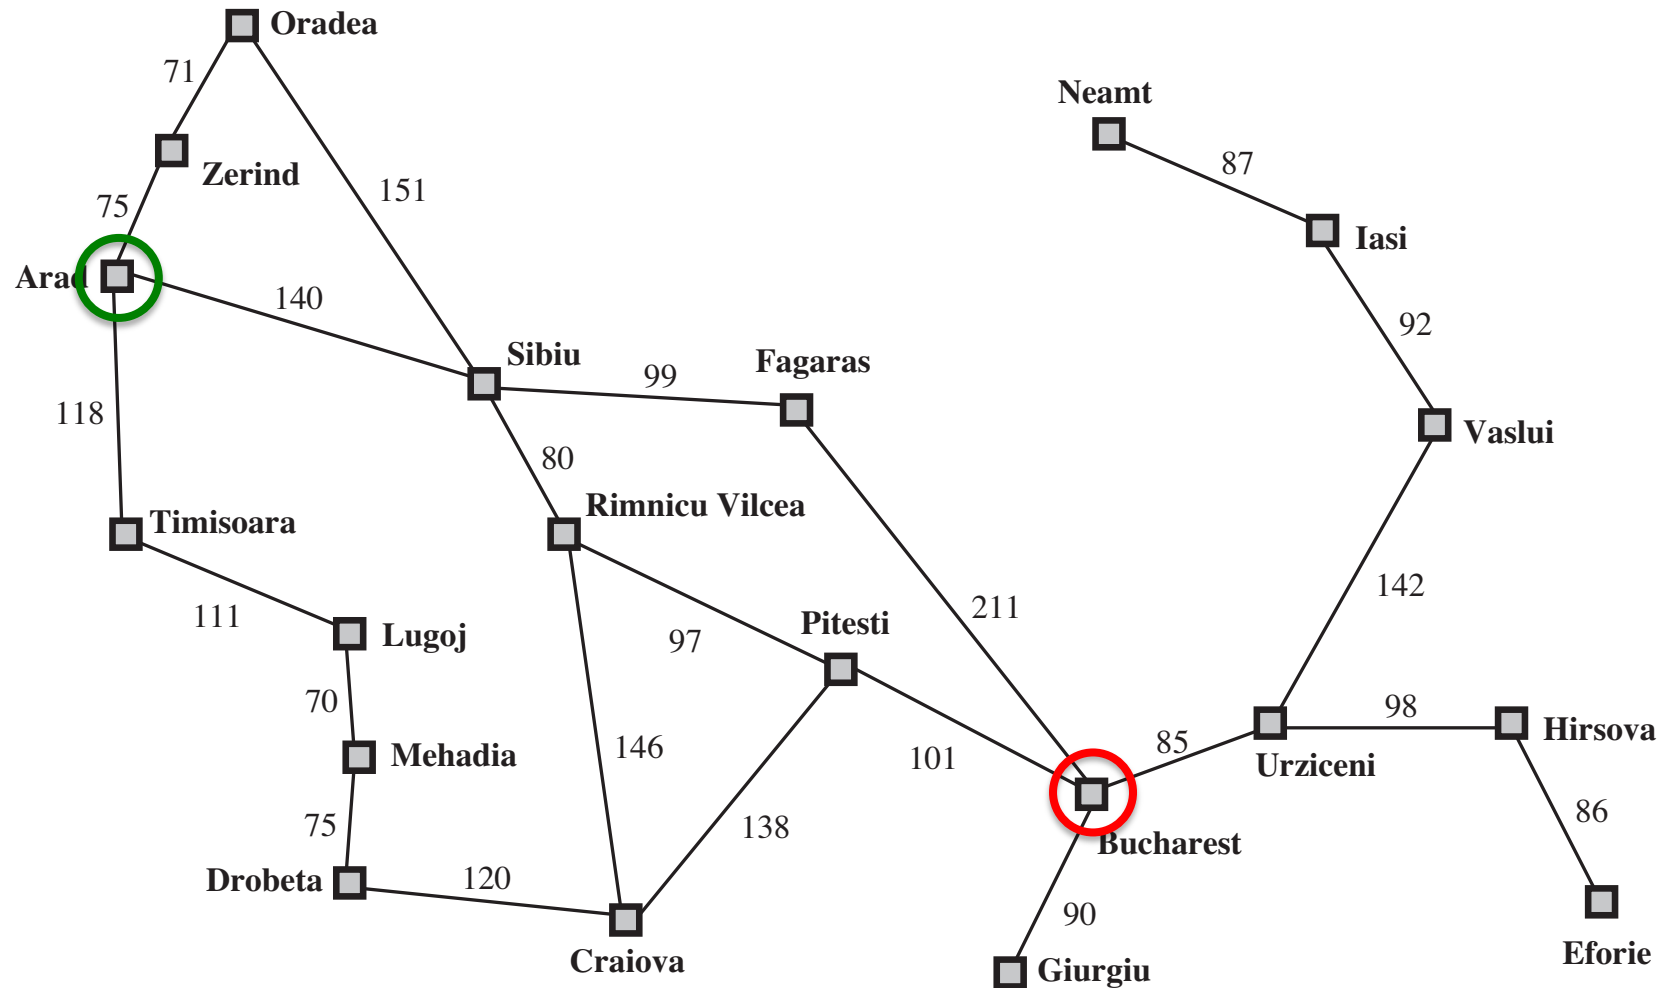 Oradea
71
Neamt
87
Zerind
151
75
Iasi
Arad
140
92
Sibiu
Fagaras
99
118
Vaslui
80
Rimnicu Vilcea
Timisoara
142
211
111
Pitesti
Lugoj
97
70
98
Hirsova
146
85
Mehadia
101
Urziceni
86
75
138
Bucharest
Drobeta
120
90
Eforie
Craiova
Giurgiu